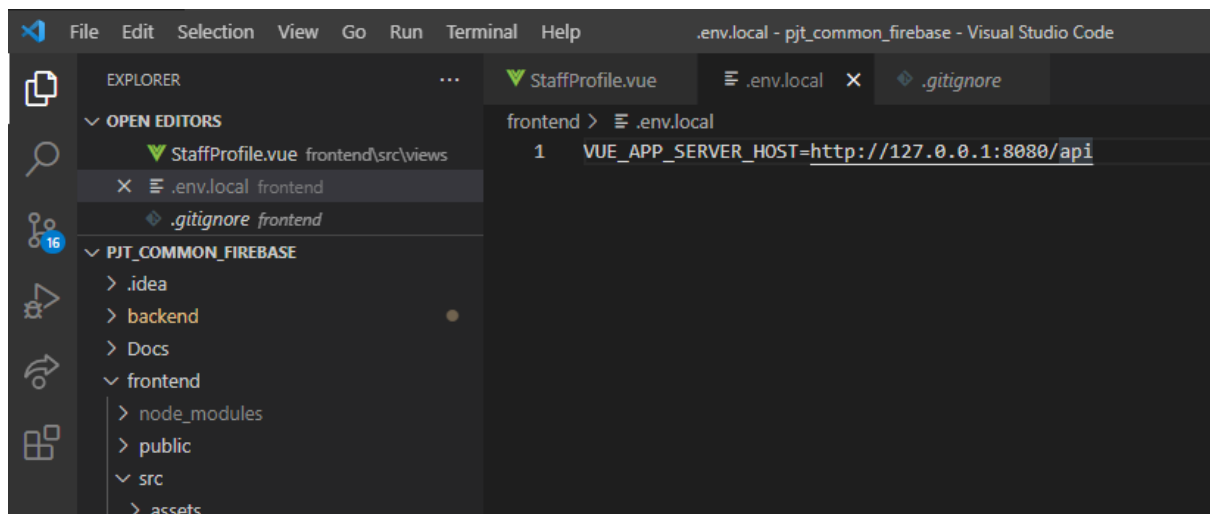 File Edit Selection View Go Run Terminal Help .env.local - pjt_common_firebase - Visual Studio Code
EXPLORER ···
OPEN EDITORS
StaffProfile.vue frontend\src\views
.env.local frontend
.gitignore frontend
16
PJT_COMMON_FIREBASE
.idea
backend
Docs
frontend
node_modules
public
src
assets
StaffProfile.vue .env.local .gitignore
frontend > .env.local
1 VUE_APP_SERVER_HOST=http://127.0.0.1:8080/api